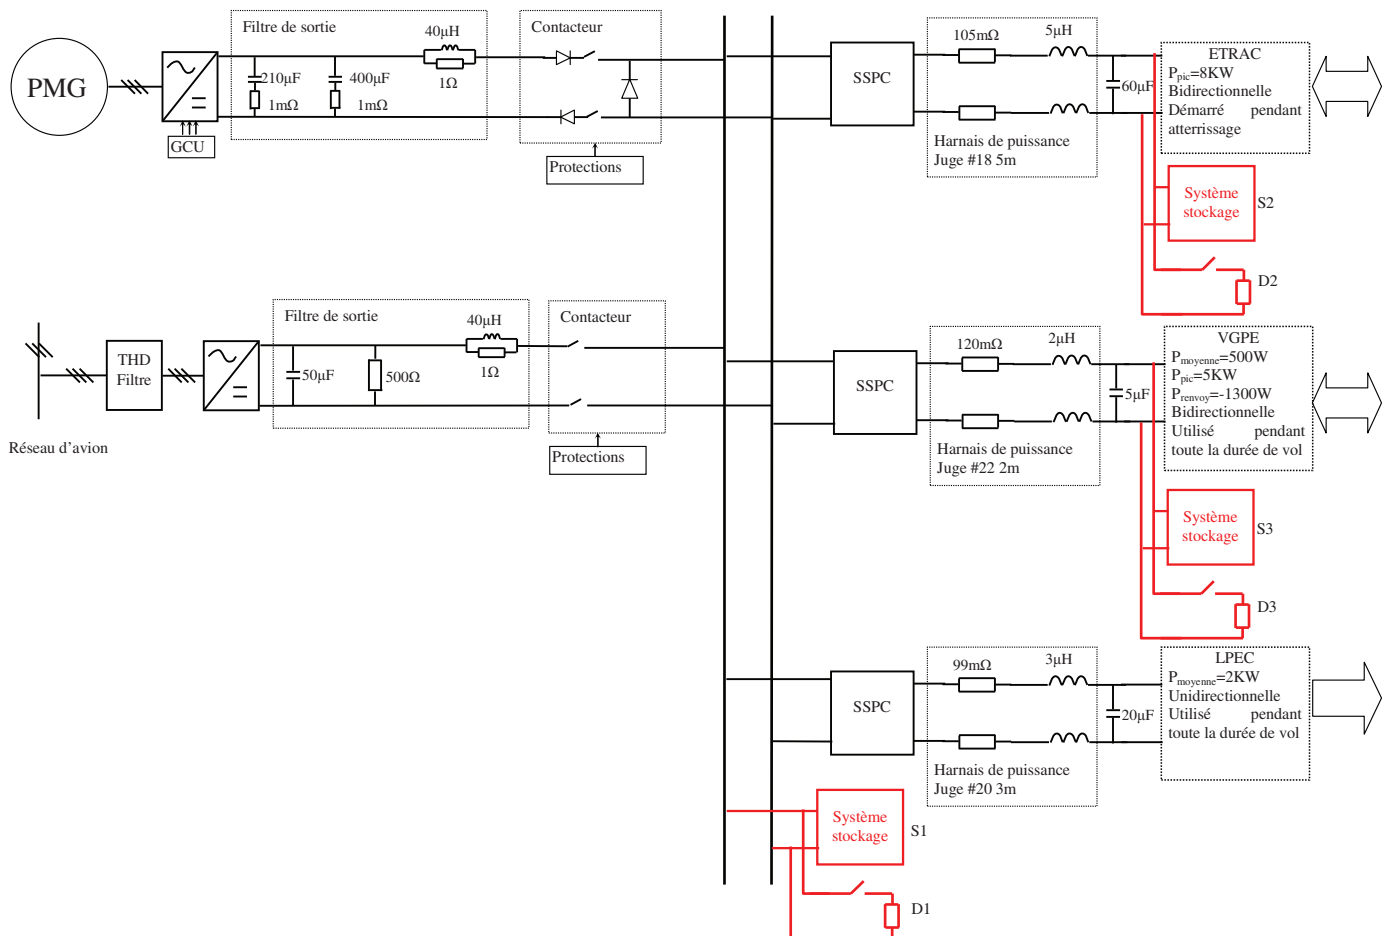 PMG
GCU
Filtre de sortie
210µF
1mΩ
400µF
1mΩ
40µH
1Ω
Contacteur
Protections
SSPC
105mΩ
5µH
Harnais de puissance
Juge #18 5m
60µF
ETRAC
Ppic=8KW
Bidirectionnelle
Démarré pendant
atterrissage
Système
stockage
S2
D2
Réseau d'avion
THD
Filtre
Filtre de sortie
50µF
500Ω
40µH
1Ω
Contacteur
Protections
SSPC
120mΩ
2µH
Harnais de puissance
Juge #22 2m
5µF
VGPE
Pmoyenne=500W
Ppic=5KW
Prenvoy=-1300W
Bidirectionnelle
Utilisé pendant
toute la durée de vol
Système
stockage
S3
D3
SSPC
99mΩ
3µH
Harnais de puissance
Juge #20 3m
20µF
LPEC
Pmoyenne=2KW
Unidirectionnelle
Utilisé pendant
toute la durée de vol
Système
stockage
S1
D1